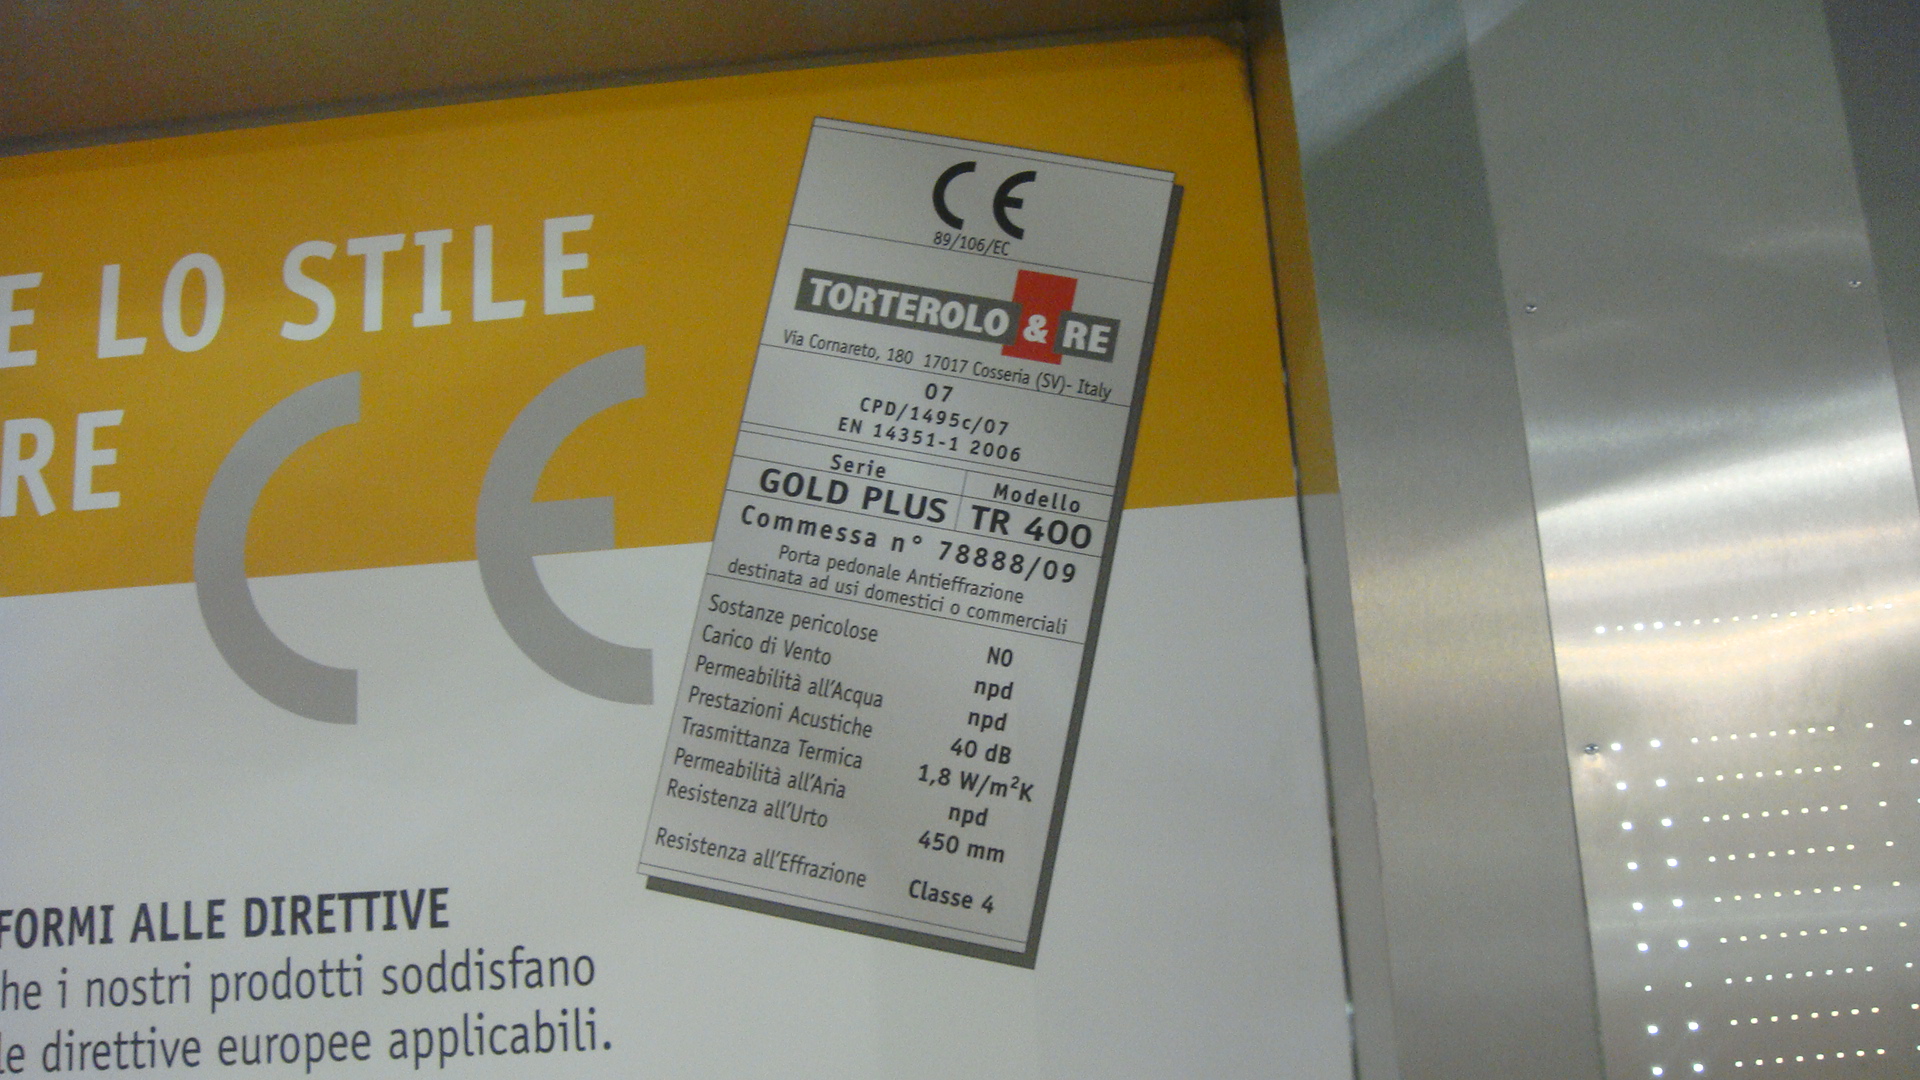 E LO STILE
RE CE
CE
89/106/EC
TORTEROLO & RE
Via Cornareto, 180 17017 Cosseria (SV)- Italy
07
CPD/1495c/07
EN 14351-1 2006
Serie Modello
GOLD PLUS TR 400
Commessa n° 78888/09
Porta pedonale Antieffrazione
destinata ad usi domestici o commerciali
Sostanze pericolose NO
Carico di Vento npd
Permeabilità all'Acqua npd
Prestazioni Acustiche 40 dB
Trasmittanza Termica 1,8 W/m²K
Permeabilità all'Aria npd
Resistenza all'Urto 450 mm
Resistenza all'Effrazione Classe 4
FORMI ALLE DIRETTIVE
he i nostri prodotti soddisfano
le direttive europee applicabili.